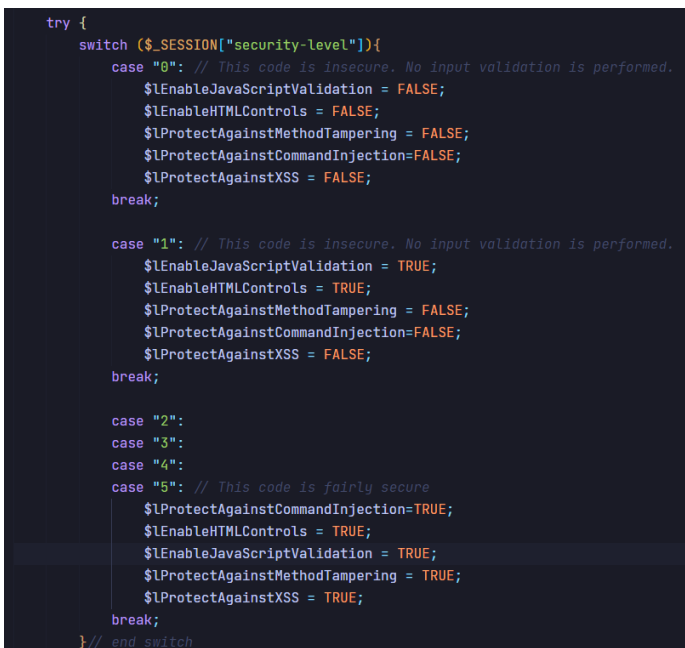 try {
switch ($_SESSION["security-level"]){
case "0": // This code is insecure. No input validation is performed.
$lEnableJavaScriptValidation = FALSE;
$lEnableHTMLControls = FALSE;
$lProtectAgainstMethodTampering = FALSE;
$lProtectAgainstCommandInjection=FALSE;
$lProtectAgainstXSS = FALSE;
break;
case "1": // This code is insecure. No input validation is performed.
$lEnableJavaScriptValidation = TRUE;
$lEnableHTMLControls = TRUE;
$lProtectAgainstMethodTampering = FALSE;
$lProtectAgainstCommandInjection=FALSE;
$lProtectAgainstXSS = FALSE;
break;
case "2":
case "3":
case "4":
case "5": // This code is fairly secure
$lProtectAgainstCommandInjection=TRUE;
$lEnableHTMLControls = TRUE;
$lEnableJavaScriptValidation = TRUE;
$lProtectAgainstMethodTampering = TRUE;
$lProtectAgainstXSS = TRUE;
break;
}// end switch